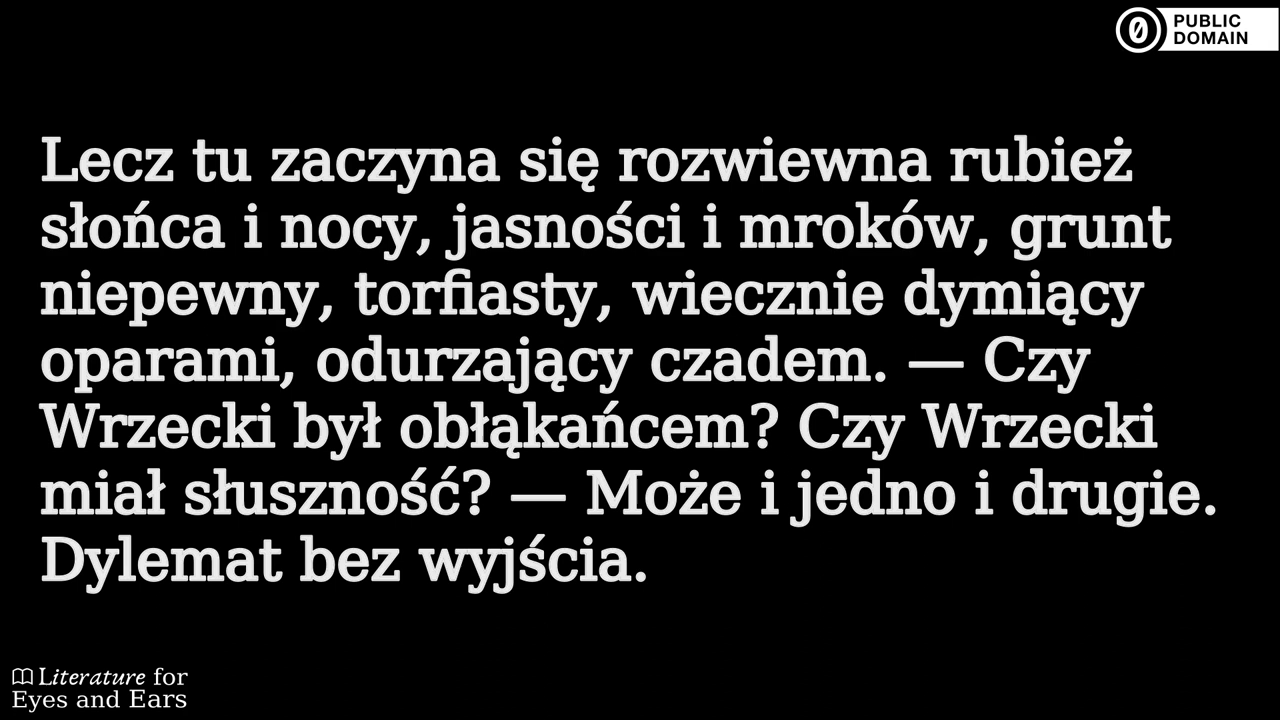 PUBLIC
DOMAIN
Lecz tu zaczyna się rozwiewna rubież
słońca i nocy, jasności i mroków, grunt
niepewny, torfiasty, wiecznie dymiący
oparami, odurzający czadem. — Czy
Wrzecki był obłąkańcem? Czy Wrzecki
miał słuszność? — Może i jedno i drugie.
Dylemat bez wyjścia.
Literature for
Eyes and Ears